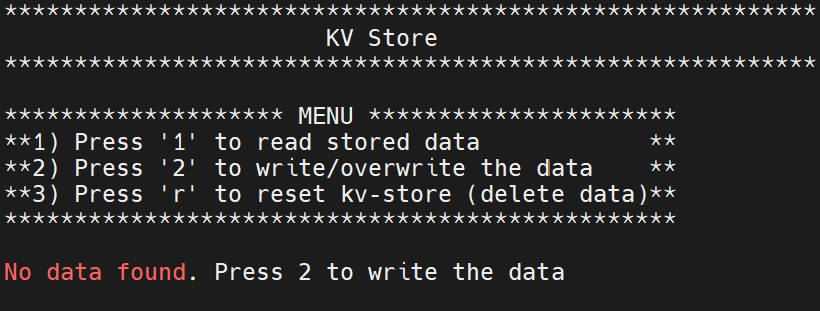 **********************************************************
KV Store
**********************************************************
******************** MENU **********************
**1) Press '1' to read stored data            **
**2) Press '2' to write/overwrite the data    **
**3) Press 'r' to reset kv-store (delete data)**
************************************************
No data found. Press 2 to write the data